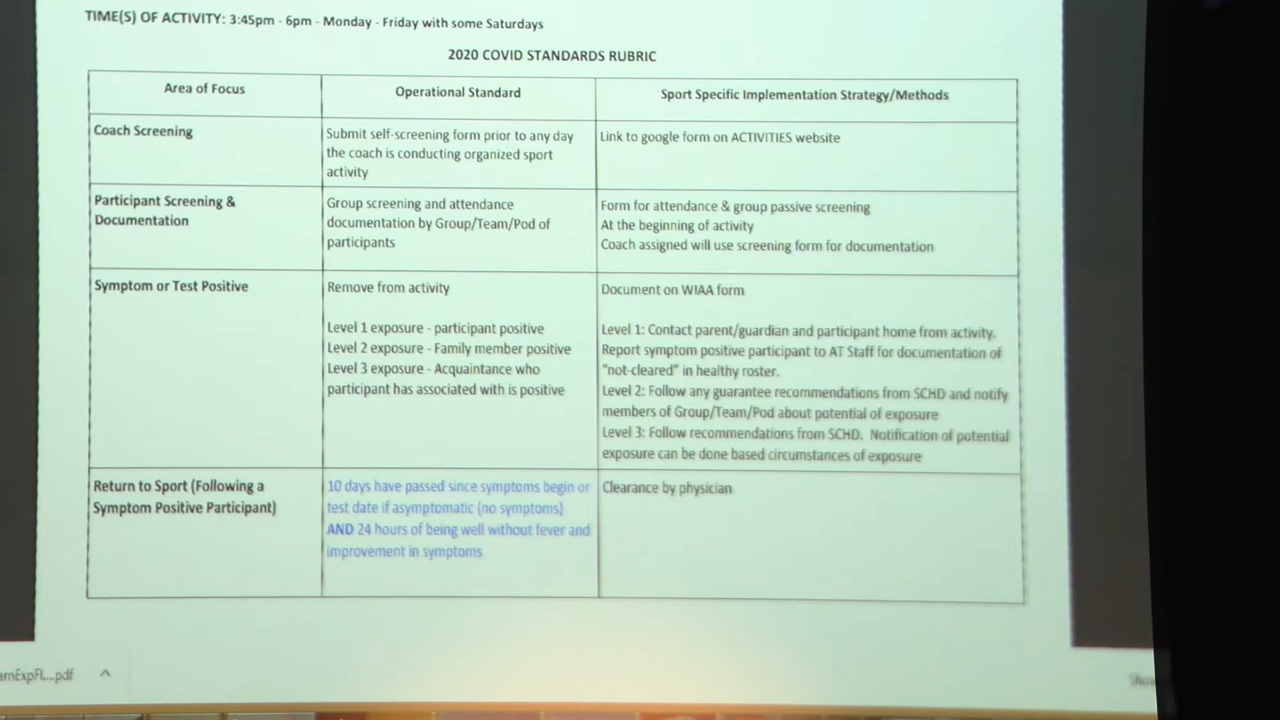 TIME(S) OF ACTIVITY: 3:45pm - 6pm - Monday - Friday with some Saturdays
2020 COVID STANDARDS RUBRIC
Area of Focus
Operational Standard
Sport Specific Implementation Strategy/Methods
Coach Screening
Submit self-screening form prior to any day
the coach is conducting organized sport
activity
Link to google form on ACTIVITIES website
Participant Screening &
Documentation
Group screening and attendance
documentation by Group/Team/Pod of
participants
Form for attendance & group passive screening
At the beginning of activity
Coach assigned will use screening form for documentation
Symptom or Test Positive
Remove from activity
Level 1 exposure - participant positive
Level 2 exposure - Family member positive
Level 3 exposure - Acquaintance who
participant has associated with is positive
Document on WIAA form
Level 1: Contact parent/guardian and participant home from activity.
Report symptom positive participant to AT Staff for documentation of
"not-cleared" in healthy roster.
Level 2: Follow any guarantee recommendations from SCHD and notify
members of Group/Team/Pod about potential of exposure
Level 3: Follow recommendations from SCHD. Notification of potential
exposure can be done based circumstances of exposure
Return to Sport (Following a
Symptom Positive Participant)
10 days have passed since symptoms begin or
test date if asymptomatic (no symptoms)
AND 24 hours of being well without fever and
improvement in symptoms
Clearance by physician
arnExpFl....pdf